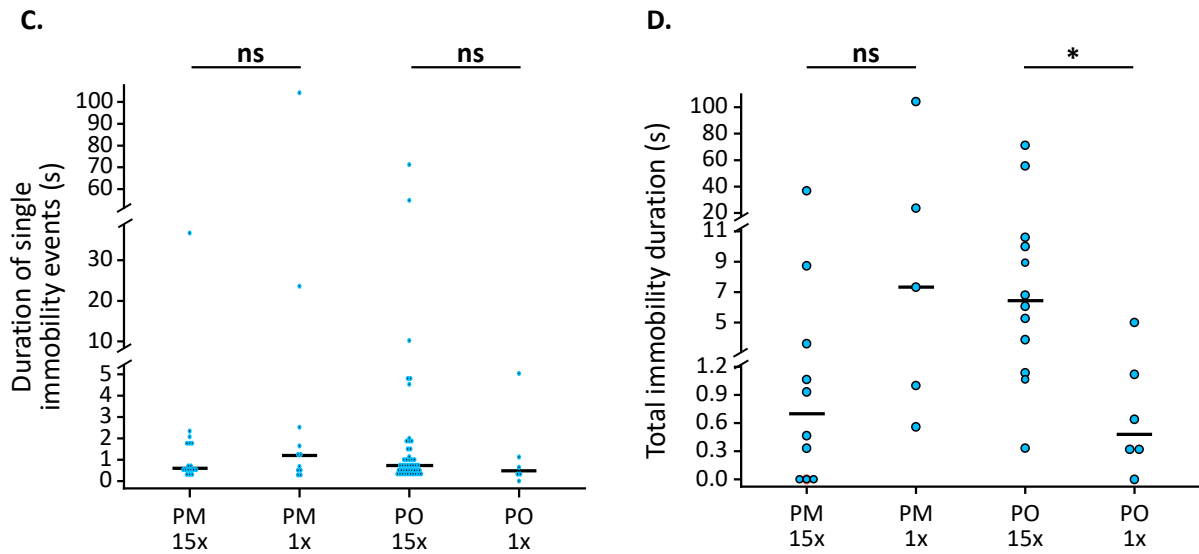 C.
ns
ns
Duration of single
immobility events (s)
100
90
80
70
60
30
20
10
5
4
3
2
1
0
PM
15x
PM
1x
PO
15x
PO
1x
D.
ns
*
Total immobility duration (s)
100
80
60
40
20
11
9
7
5
1.2
0.9
0.6
0.3
0.0
PM
15x
PM
1x
PO
15x
PO
1x